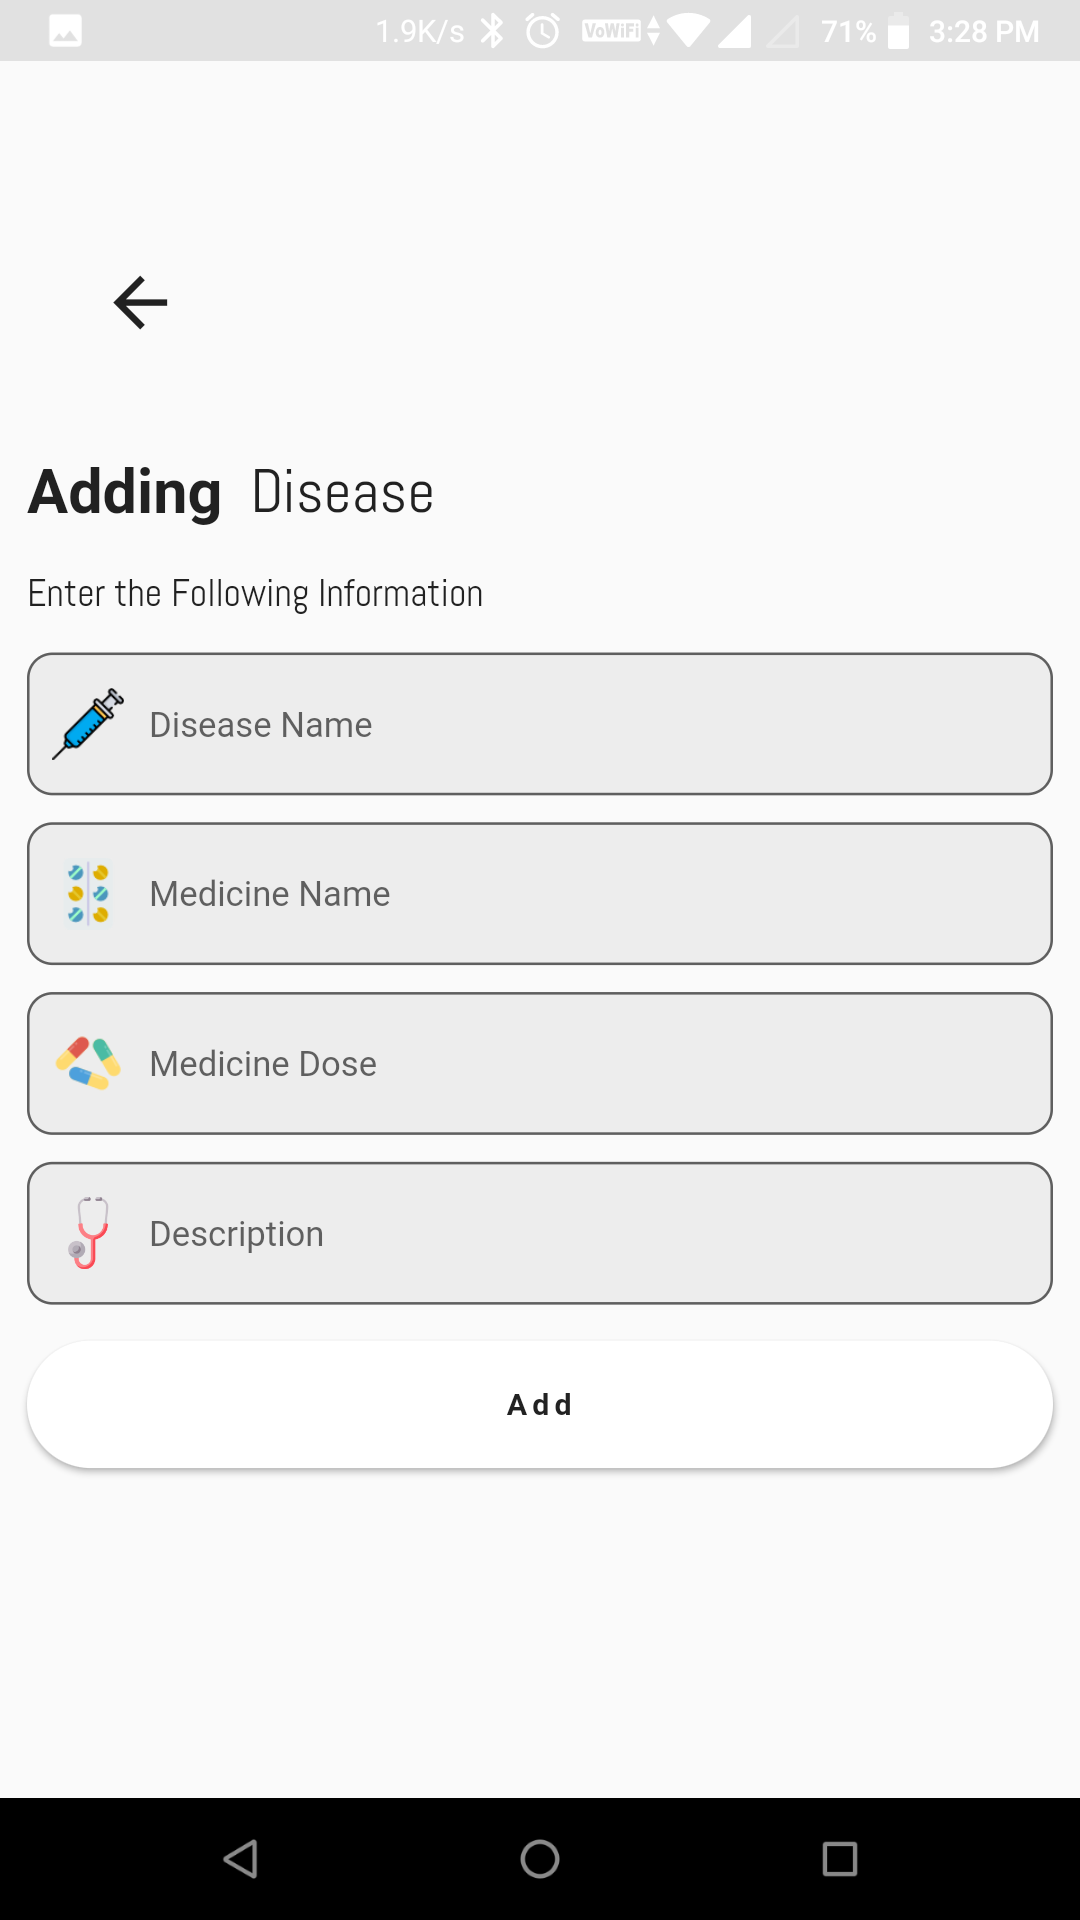 1.9K/s VoWiFi 71% 3:28 PM
Adding Disease
Enter the Following Information
Disease Name
Medicine Name
Medicine Dose
Description
Add